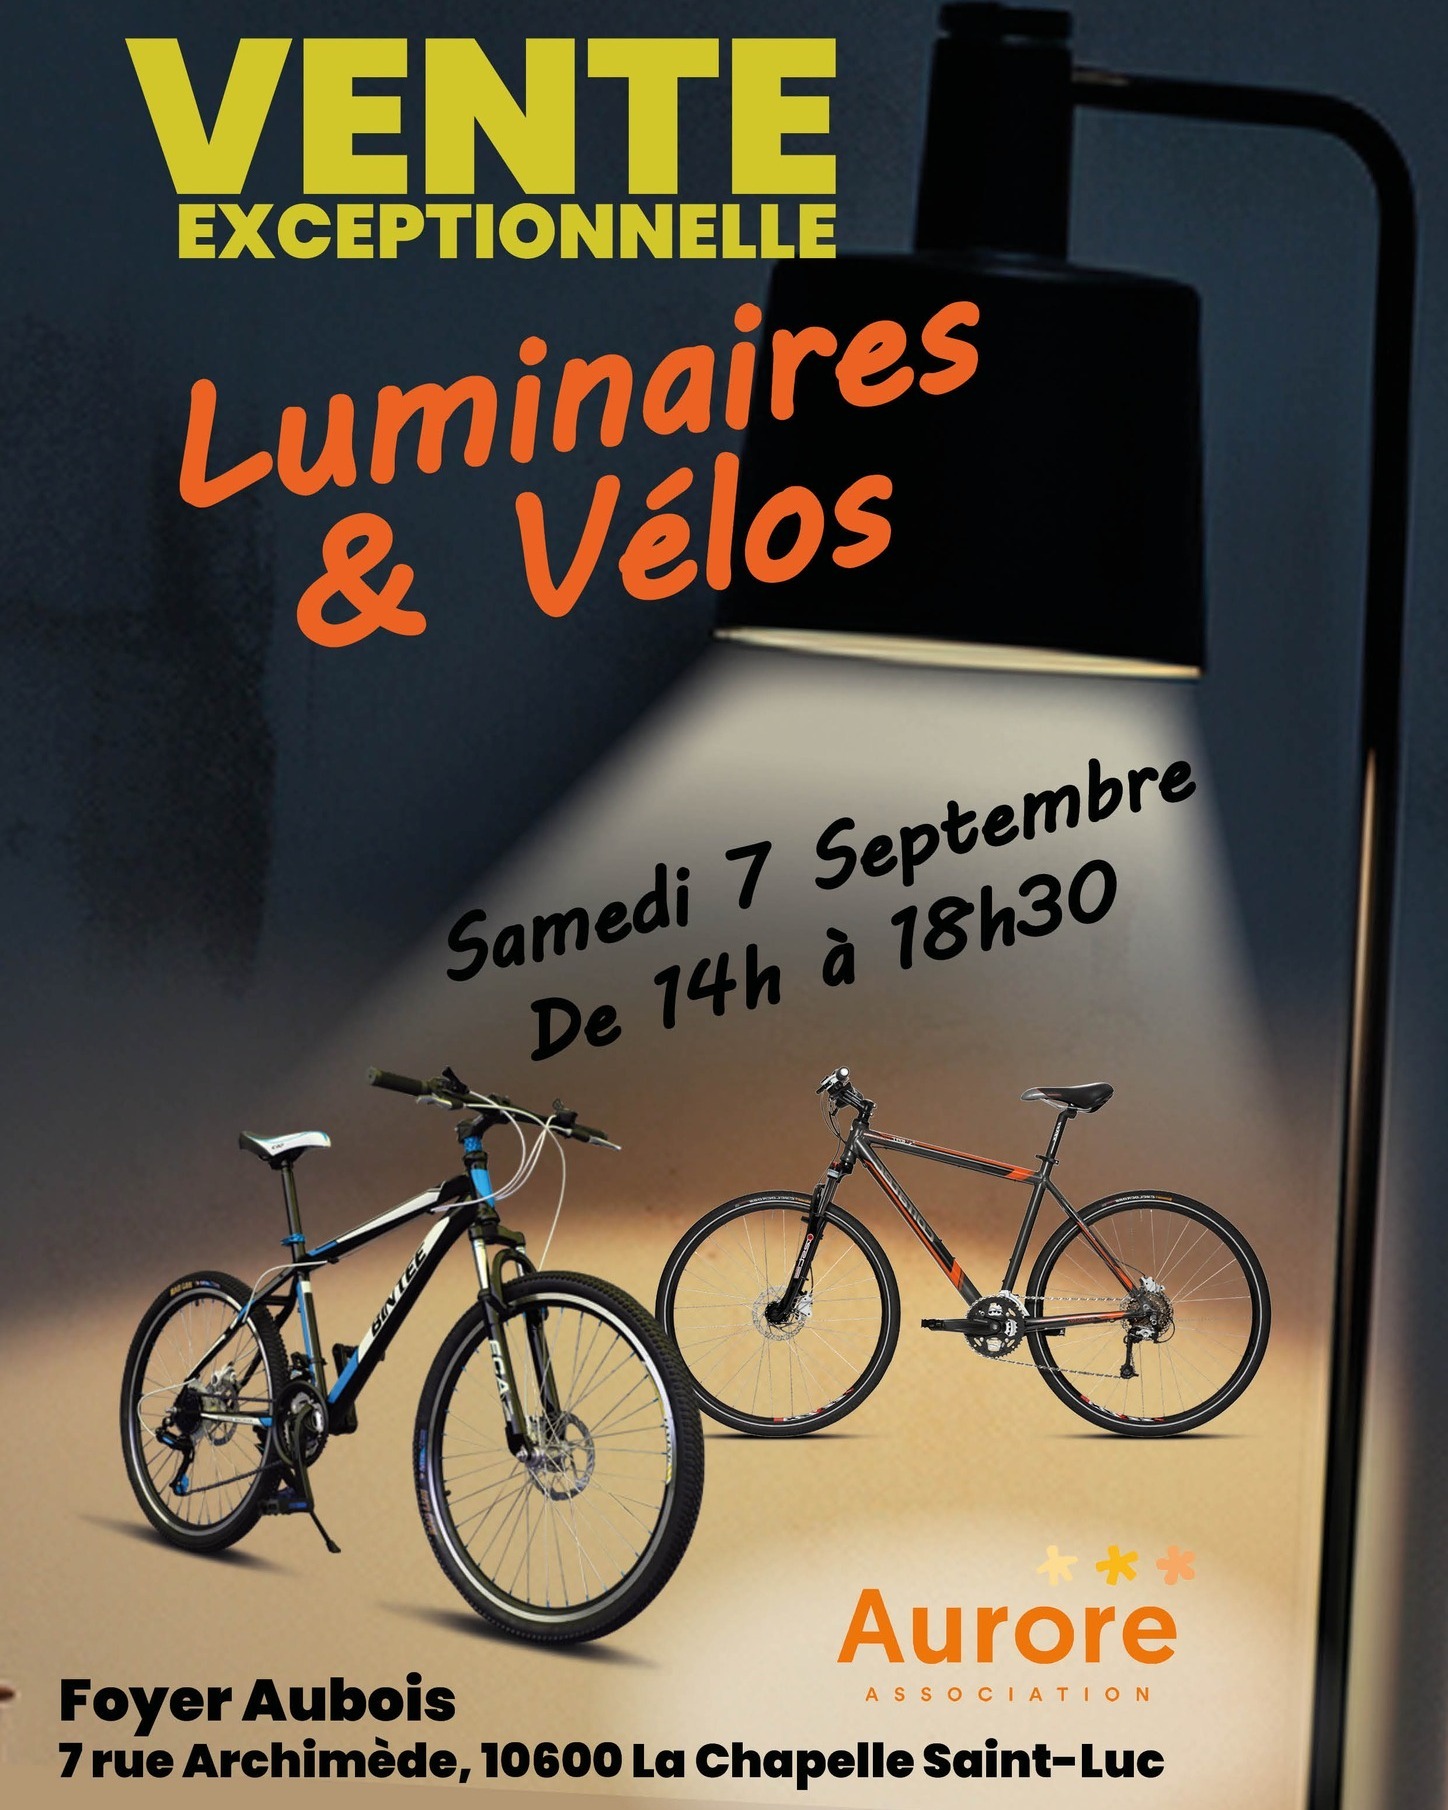 VENTE
EXCEPTIONNELLE
Luminaires
& Vélos
Samedi 7 Septembre
De 14h à 18h30
Aurore
ASSOCIATION
Foyer Aubois
7 rue Archimède, 10600 La Chapelle Saint-Luc